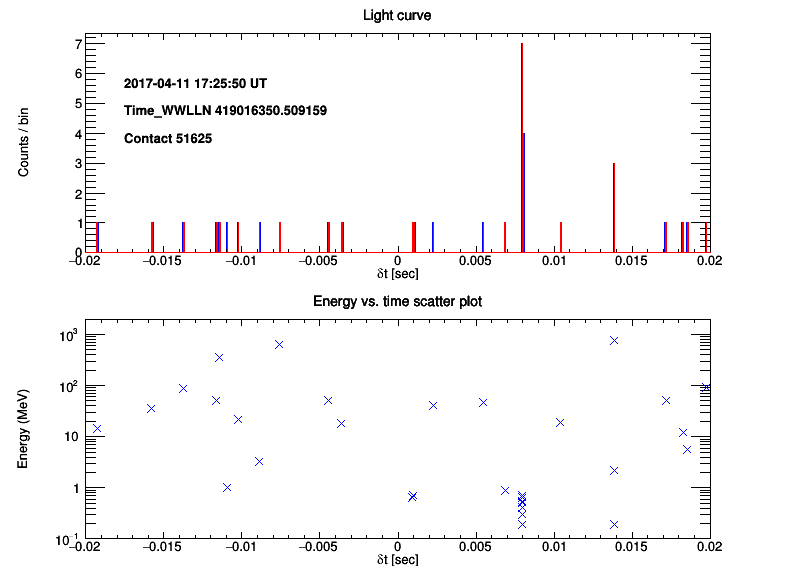 Light curve
7
6
5
4
3
2
1
0
Counts / bin
2017-04-11 17:25:50 UT
Time_WWLLN 419016350.509159
Contact 51625
−0.02 −0.015 −0.01 −0.005 0 0.005 0.01 0.015 0.02
δt [sec]
Energy vs. time scatter plot
10³
10²
10
1
10⁻¹
Energy (MeV)
−0.02 −0.015 −0.01 −0.005 0 0.005 0.01 0.015 0.02
δt [sec]